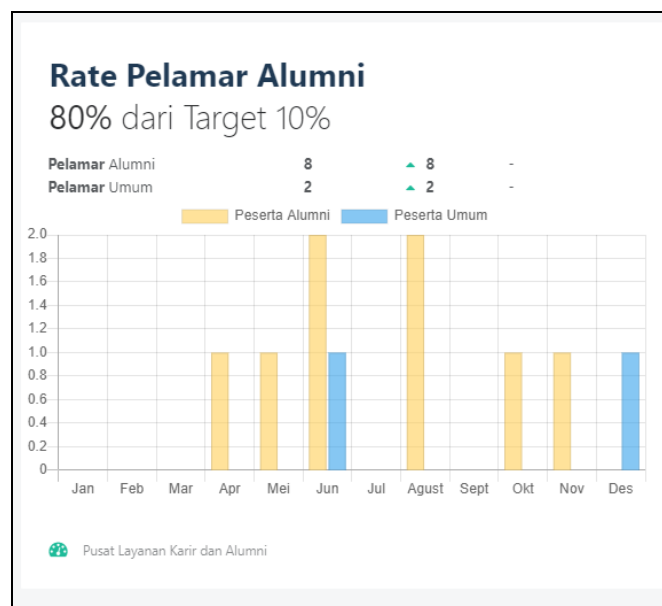 Rate Pelamar Alumni
80% dari Target 10%
Pelamar Alumni 8 8 -
Pelamar Umum 2 2 -
Peserta Alumni Peserta Umum
2.0
1.8
1.6
1.4
1.2
1.0
0.8
0.6
0.4
0.2
0
Jan Feb Mar Apr Mei Jun Jul Agust Sept Okt Nov Des
Pusat Layanan Karir dan Alumni